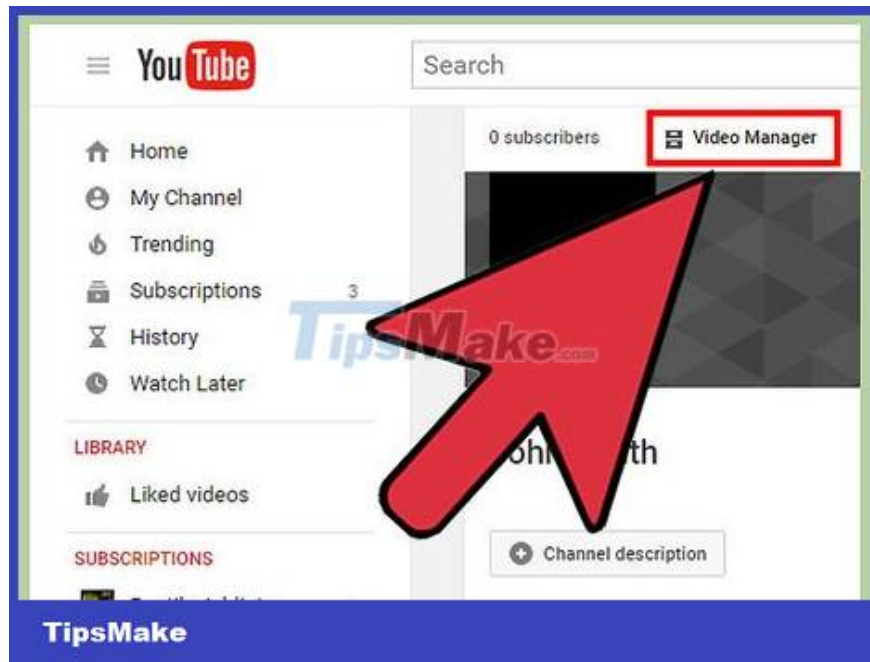 YouTube
Search
0 subscribers
Video Manager
Home
My Channel
Trending
Subscriptions 3
History
Watch Later
TipsMake.com
LIBRARY
Liked videos
Channel description
SUBSCRIPTIONS
TipsMake